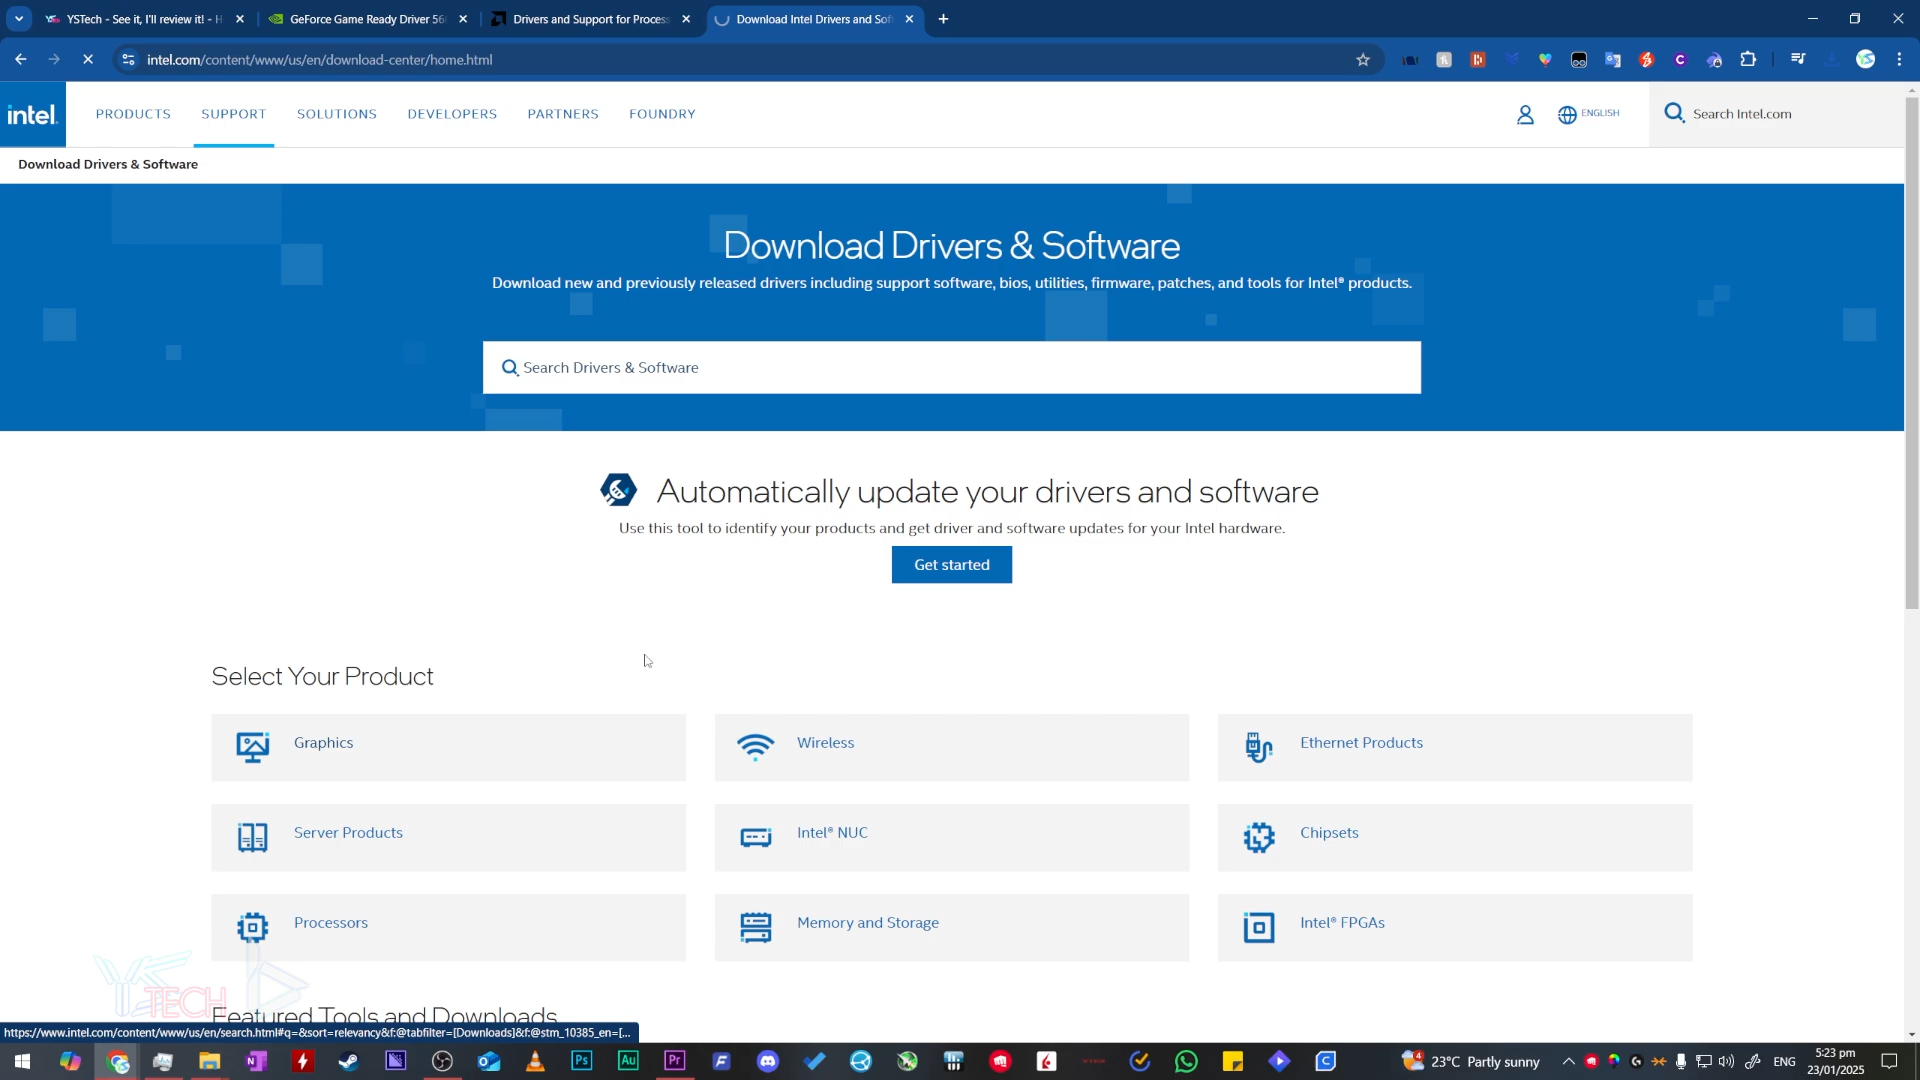 YSTech - See it, I'll review it! - H
GeForce Game Ready Driver 56
Drivers and Support for Process
Download Intel Drivers and Sof
intel.com/content/www/us/en/download-center/home.html
intel.
PRODUCTS
SUPPORT
SOLUTIONS
DEVELOPERS
PARTNERS
FOUNDRY
ENGLISH
Search Intel.com
Download Drivers & Software
Download Drivers & Software
Download new and previously released drivers including support software, bios, utilities, firmware, patches, and tools for Intel® products.
Search Drivers & Software
Automatically update your drivers and software
Use this tool to identify your products and get driver and software updates for your Intel hardware.
Get started
Select Your Product
Graphics
Wireless
Ethernet Products
Server Products
Intel® NUC
Chipsets
Processors
Memory and Storage
Intel® FPGAs
YSTECH
Featured Tools and Downloads
https://www.intel.com/content/www/us/en/search.html#q=&sort=relevancy&f:@tabfilter=[Downloads]&f:@stm_10385_en=[...
Ps
Au
Pr
4
23°C Partly sunny
ENG
5:23 pm
23/01/2025